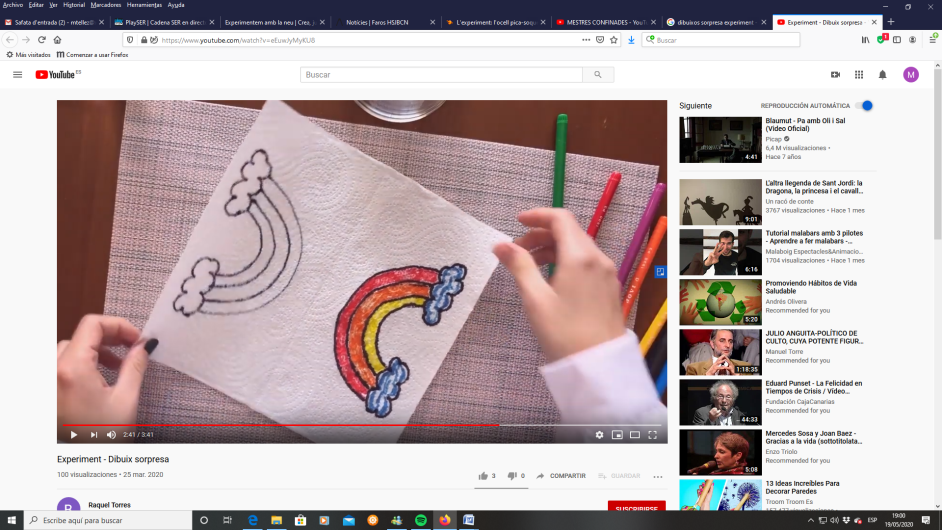 Archivo Editar Ver Historial Marcadores Herramientas Ayuda
Safata d'entrada (2) - mtellez0
PlaySER | Cadena SER en direct
Experimentem amb la neu | Crea, j
Notícies | Faros HSJBCN
L'experiment: l'ocell pica-soqu
MESTRES CONFINADES - YouT
dibuixos sorpresa experiment -
Experiment - Dibuix sorpresa -
https://www.youtube.com/watch?v=eEuwJyMyKU8
Buscar
Más visitados Comenzar a usar Firefox
YouTube ES
Buscar
M
Siguiente
REPRODUCCIÓN AUTOMÁTICA
Blaumut - Pa amb Oli i Sal
(Video Oficial)
Picap
6,4 M visualizaciones •
Hace 7 años
4:41
L'altra llegenda de Sant Jordi: la
Dragona, la princesa i el cavall...
Un racó de conte
3767 visualizaciones • Hace 1 mes
9:01
Tutorial malabars amb 3 pilotes
- Aprendre a fer malabars -...
Malaboig Espectacles&Animacio...
1704 visualizaciones • Hace 1 mes
6:16
Promoviendo Hábitos de Vida
Saludable
Andrés Olivera
Recommended for you
5:20
JULIO ANGUITA-POLÍTICO DE
CULTO, CUYA POTENTE FIGUR...
Manuel Torre
Recommended for you
1:18:35
Eduard Punset - La Felicidad en
Tiempos de Crisis / Video...
Fundación CajaCanarias
Recommended for you
44:33
Mercedes Sosa y Joan Baez -
Gracias a la vida (sottotitolata...
Enzo Triolo
Recommended for you
5:08
13 Ideas Increíbles Para
Decorar Paredes
Troom Troom Es
2:41 / 3:41
Experiment - Dibuix sorpresa
100 visualizaciones • 25 mar. 2020
3 0 COMPARTIR GUARDAR
R
Raquel Torres
SUSCRIBIRSE
Escribe aquí para buscar
ESP
19:00
19/05/2020